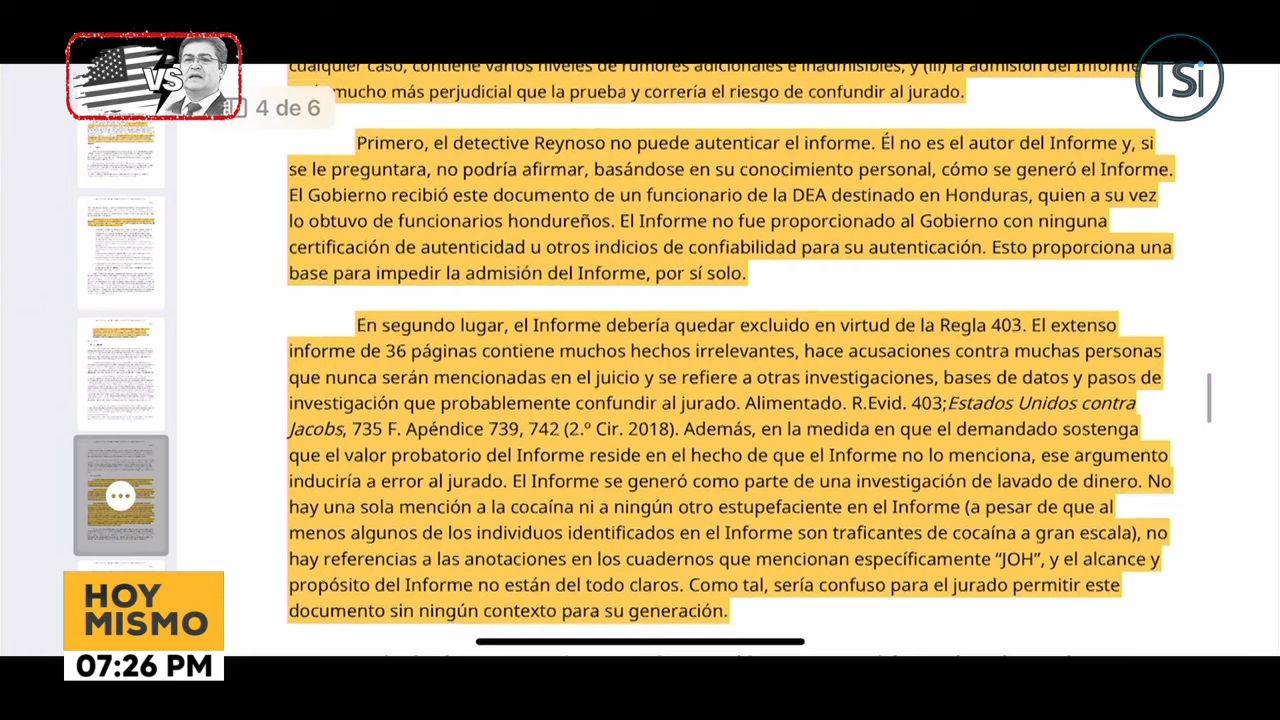 VS
TSi
4 de 6
cualquier caso, contiene varios niveles de rumores adicionales e inadmisibles, y (iii) la admisión del Informe
mucho más perjudicial que la prueba y correría el riesgo de confundir al jurado.
Primero, el detective Reynoso no puede autenticar el informe. Él no es el autor del Informe y, si
se le preguntara, no podría afirmar, basándose en su conocimiento personal, cómo se generó el Informe.
El Gobierno recibió este documento de un funcionario de la DEA destinado en Honduras, quien a su vez
lo obtuvo de funcionarios hondureños. El Informe no fue proporcionado al Gobierno con ninguna
certificación de autenticidad u otros indicios de confiabilidad para su autenticación. Esto proporciona una
base para impedir la admisión del Informe, por sí solo.
En segundo lugar, el Informe debería quedar excluido en virtud de la Regla 403. El extenso
informe de 36 páginas contiene muchos hechos irrelevantes, hace acusaciones contra muchas personas
que nunca serán mencionadas en el juicio y se refiere a otras investigaciones, bases de datos y pasos de
investigación que probablemente confundir al jurado. Alimentado. R.Evid. 403;Estados Unidos contra
Jacobs, 735 F. Apéndice 739, 742 (2.º Cir. 2018). Además, en la medida en que el demandado sostenga
que el valor probatorio del Informe reside en el hecho de que el Informe no lo menciona, ese argumento
induciría a error al jurado. El Informe se generó como parte de una investigación de lavado de dinero. No
hay una sola mención a la cocaína ni a ningún otro estupefaciente en el Informe (a pesar de que al
menos algunos de los individuos identificados en el Informe son traficantes de cocaína a gran escala), no
hay referencias a las anotaciones en los cuadernos que mencionan específicamente “JOH”, y el alcance y
propósito del Informe no están del todo claros. Como tal, sería confuso para el jurado permitir este
documento sin ningún contexto para su generación.
HOY
MISMO
07:26 PM